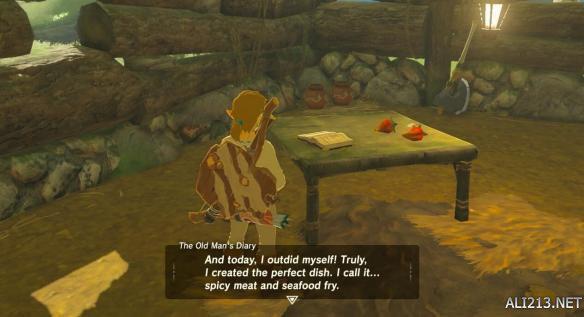 The Old Man's Diary
And today, I outdid myself! Truly,
I created the perfect dish. I call it...
spicy meat and seafood fry.
ALI213.NET